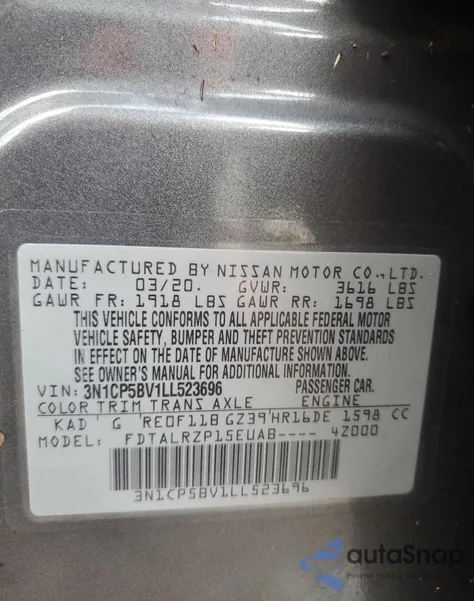 MANUFACTURED BY NISSAN MOTOR CO.,LTD.
DATE: 03/20. GVWR: 3616 LBS
GAWR FR: 1918 LBS GAWR RR: 1698 LBS
THIS VEHICLE CONFORMS TO ALL APPLICABLE FEDERAL MOTOR
VEHICLE SAFETY, BUMPER AND THEFT PREVENTION STANDARDS
IN EFFECT ON THE DATE OF MANUFACTURE SHOWN ABOVE.
SEE OWNER'S MANUAL FOR ADDITIONAL INFORMATION.
VIN: 3N1CP5BV1LL523696 PASSENGER CAR.
COLOR TRIM TRANS AXLE ENGINE
KAD G RE0F11B GZ39 HR16DE 1598 CC
MODEL: FDTALRZP15EUAB---- 4Z000
3N1CP5BV1LL523696
autoSnap